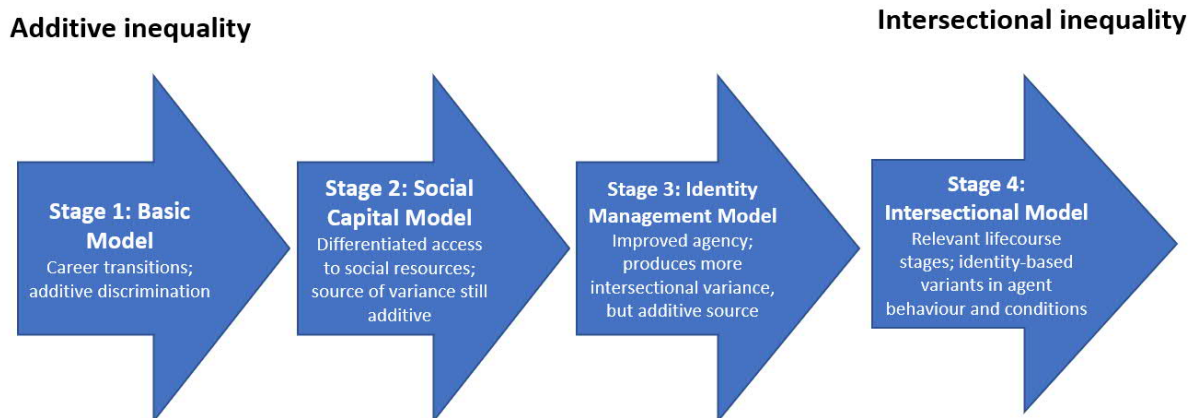 Additive inequality
Intersectional inequality
Stage 1: Basic
Model
Career transitions;
additive discrimination
Stage 2: Social
Capital Model
Differentiated access
to social resources;
source of variance still
additive
Stage 3: Identity
Management Model
Improved agency;
produces more
intersectional variance,
but additive source
Stage 4:
Intersectional Model
Relevant lifecourse
stages; identity-based
variants in agent
behaviour and conditions